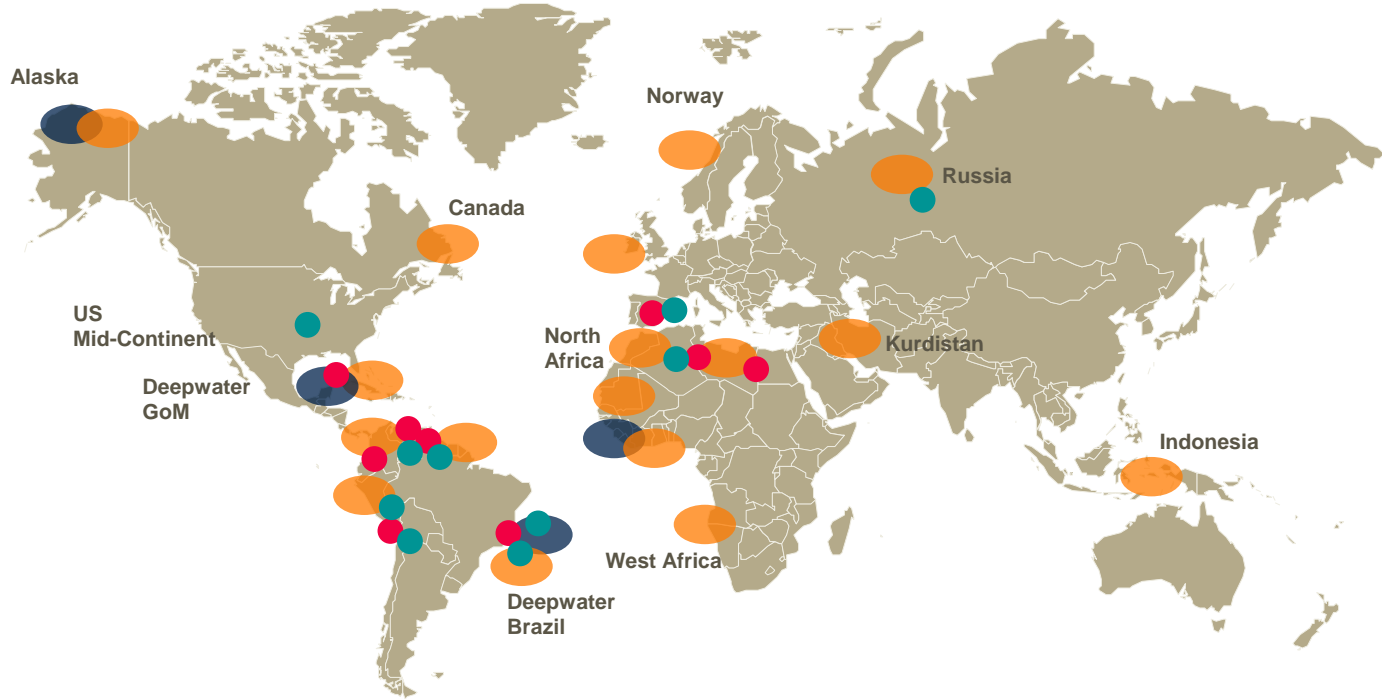 Alaska
Norway
Russia
Canada
US
Mid-Continent
North
Africa
Kurdistan
Deepwater
GoM
Indonesia
West Africa
Deepwater
Brazil